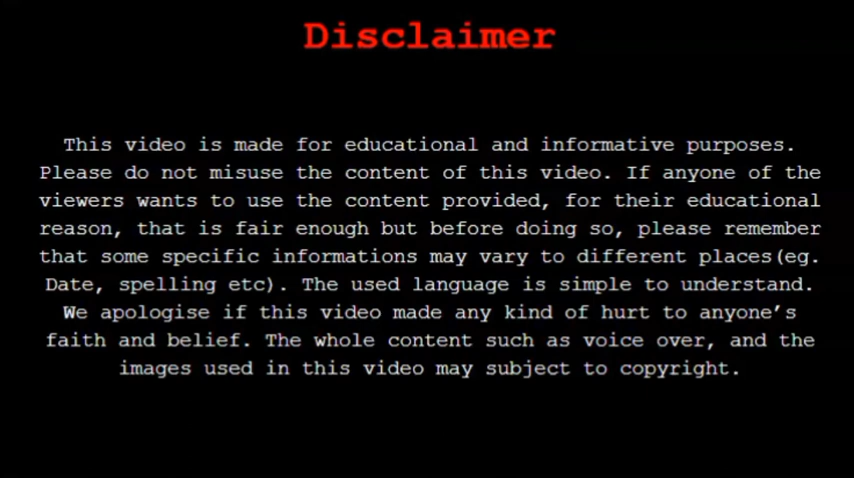 Disclaimer
This video is made for educational and informative purposes.
Please do not misuse the content of this video. If anyone of the
viewers wants to use the content provided, for their educational
reason, that is fair enough but before doing so, please remember
that some specific informations may vary to different places(eg.
Date, spelling etc). The used language is simple to understand.
We apologise if this video made any kind of hurt to anyone’s
faith and belief. The whole content such as voice over, and the
images used in this video may subject to copyright.